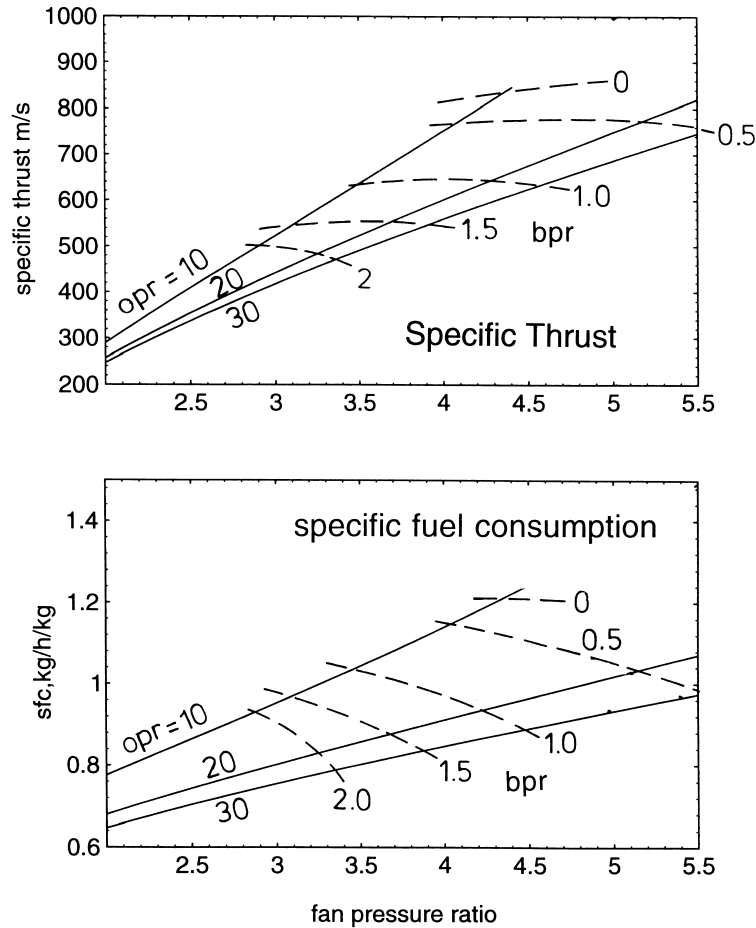 1000
900
800
700
600
500
400
300
200
specific thrust m/s
0
0.5
1.0
1.5 bpr
2
opr = 10
20
30
Specific Thrust
2.5 3 3.5 4 4.5 5 5.5
1.4
1.2
1
0.8
0.6
sfc,kg/h/kg
specific fuel consumption
0
0.5
1.0
1.5 bpr
2.0
opr = 10
20
30
2.5 3 3.5 4 4.5 5 5.5
fan pressure ratio